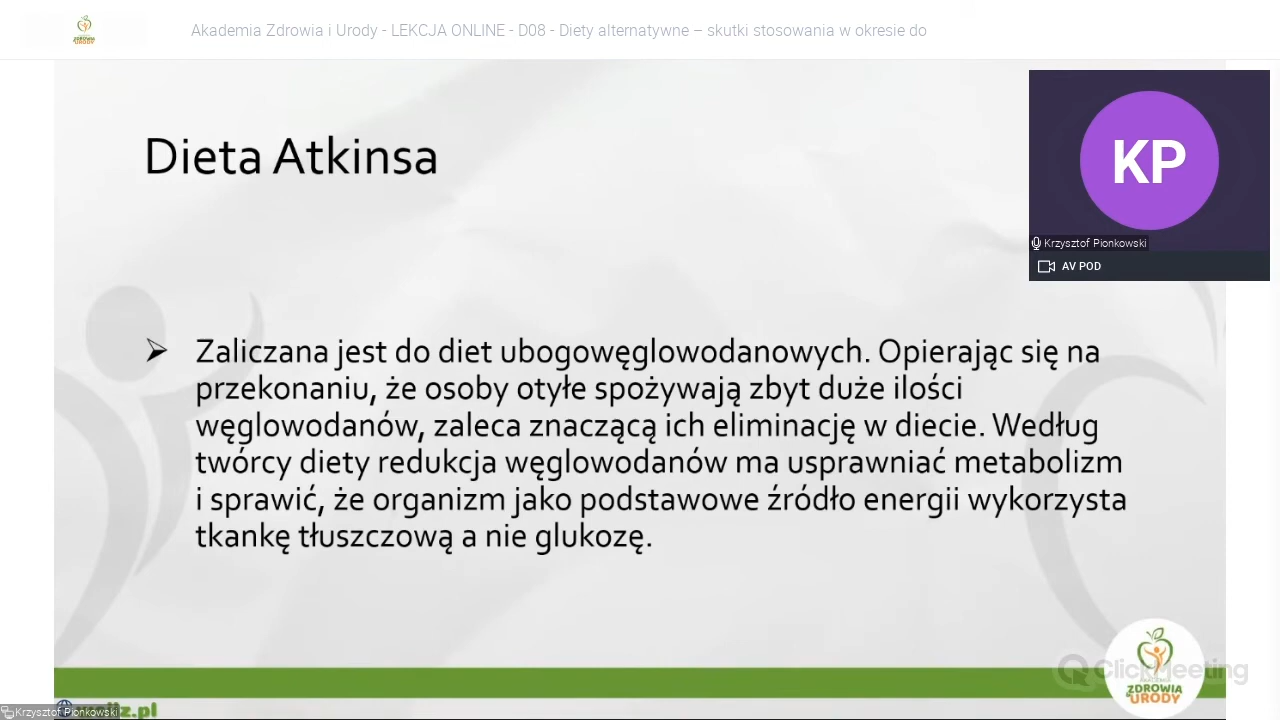 Akademia Zdrowia i Urody - LEKCJA ONLINE - D08 - Diety alternatywne – skutki stosowania w okresie do
ZDROWIA
URODY
Dieta Atkinsa
KP
Krzysztof Pionkowski
AV POD
Zaliczana jest do diet ubogowęglowodanowych. Opierając się na
przekonaniu, że osoby otyłe spożywają zbyt duże ilości
węglowodanów, zaleca znaczącą ich eliminację w diecie. Według
twórcy diety redukcja węglowodanów ma usprawniać metabolizm
i sprawić, że organizm jako podstawowe źródło energii wykorzysta
tkankę tłuszczową a nie glukozę.
ClickMeeting
AKADEMIA
ZDROWIA
URODY
Krzysztof Pionkowski